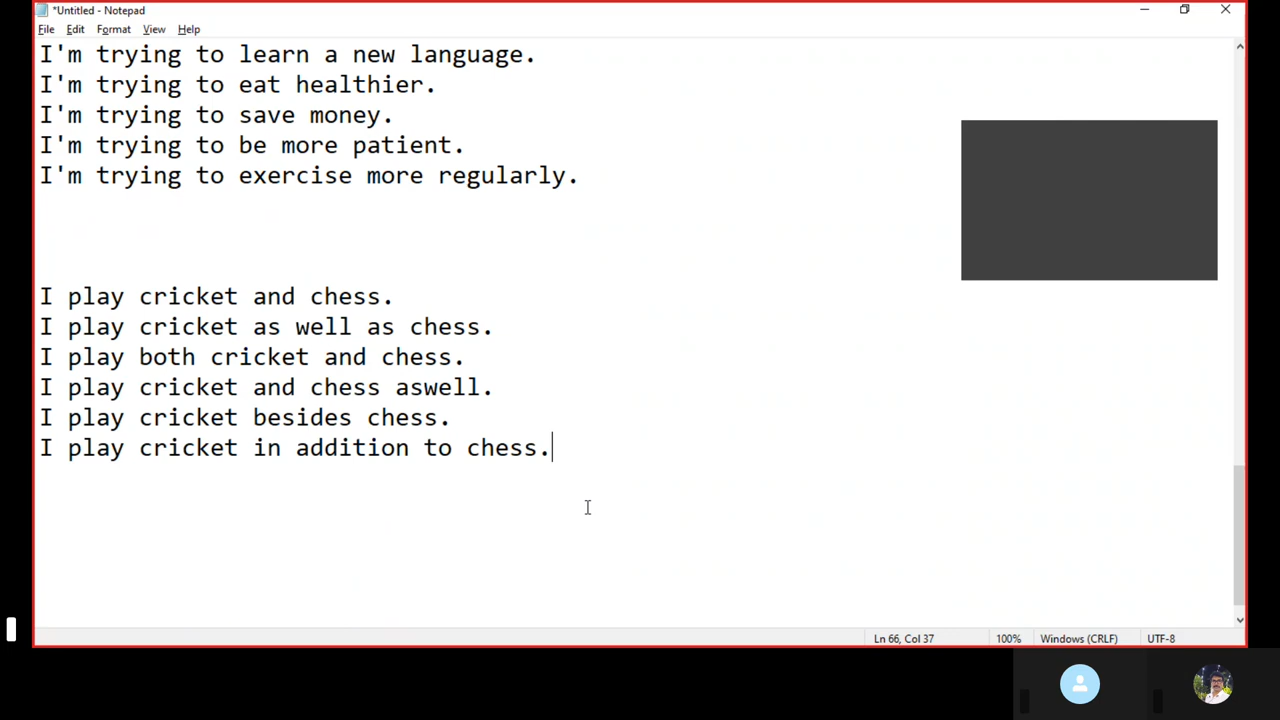 *Untitled - Notepad
File Edit Format View Help
I'm trying to learn a new language.
I'm trying to eat healthier.
I'm trying to save money.
I'm trying to be more patient.
I'm trying to exercise more regularly.
I play cricket and chess.
I play cricket as well as chess.
I play both cricket and chess.
I play cricket and chess aswell.
I play cricket besides chess.
I play cricket in addition to chess.
Ln 66, Col 37 100% Windows (CRLF) UTF-8